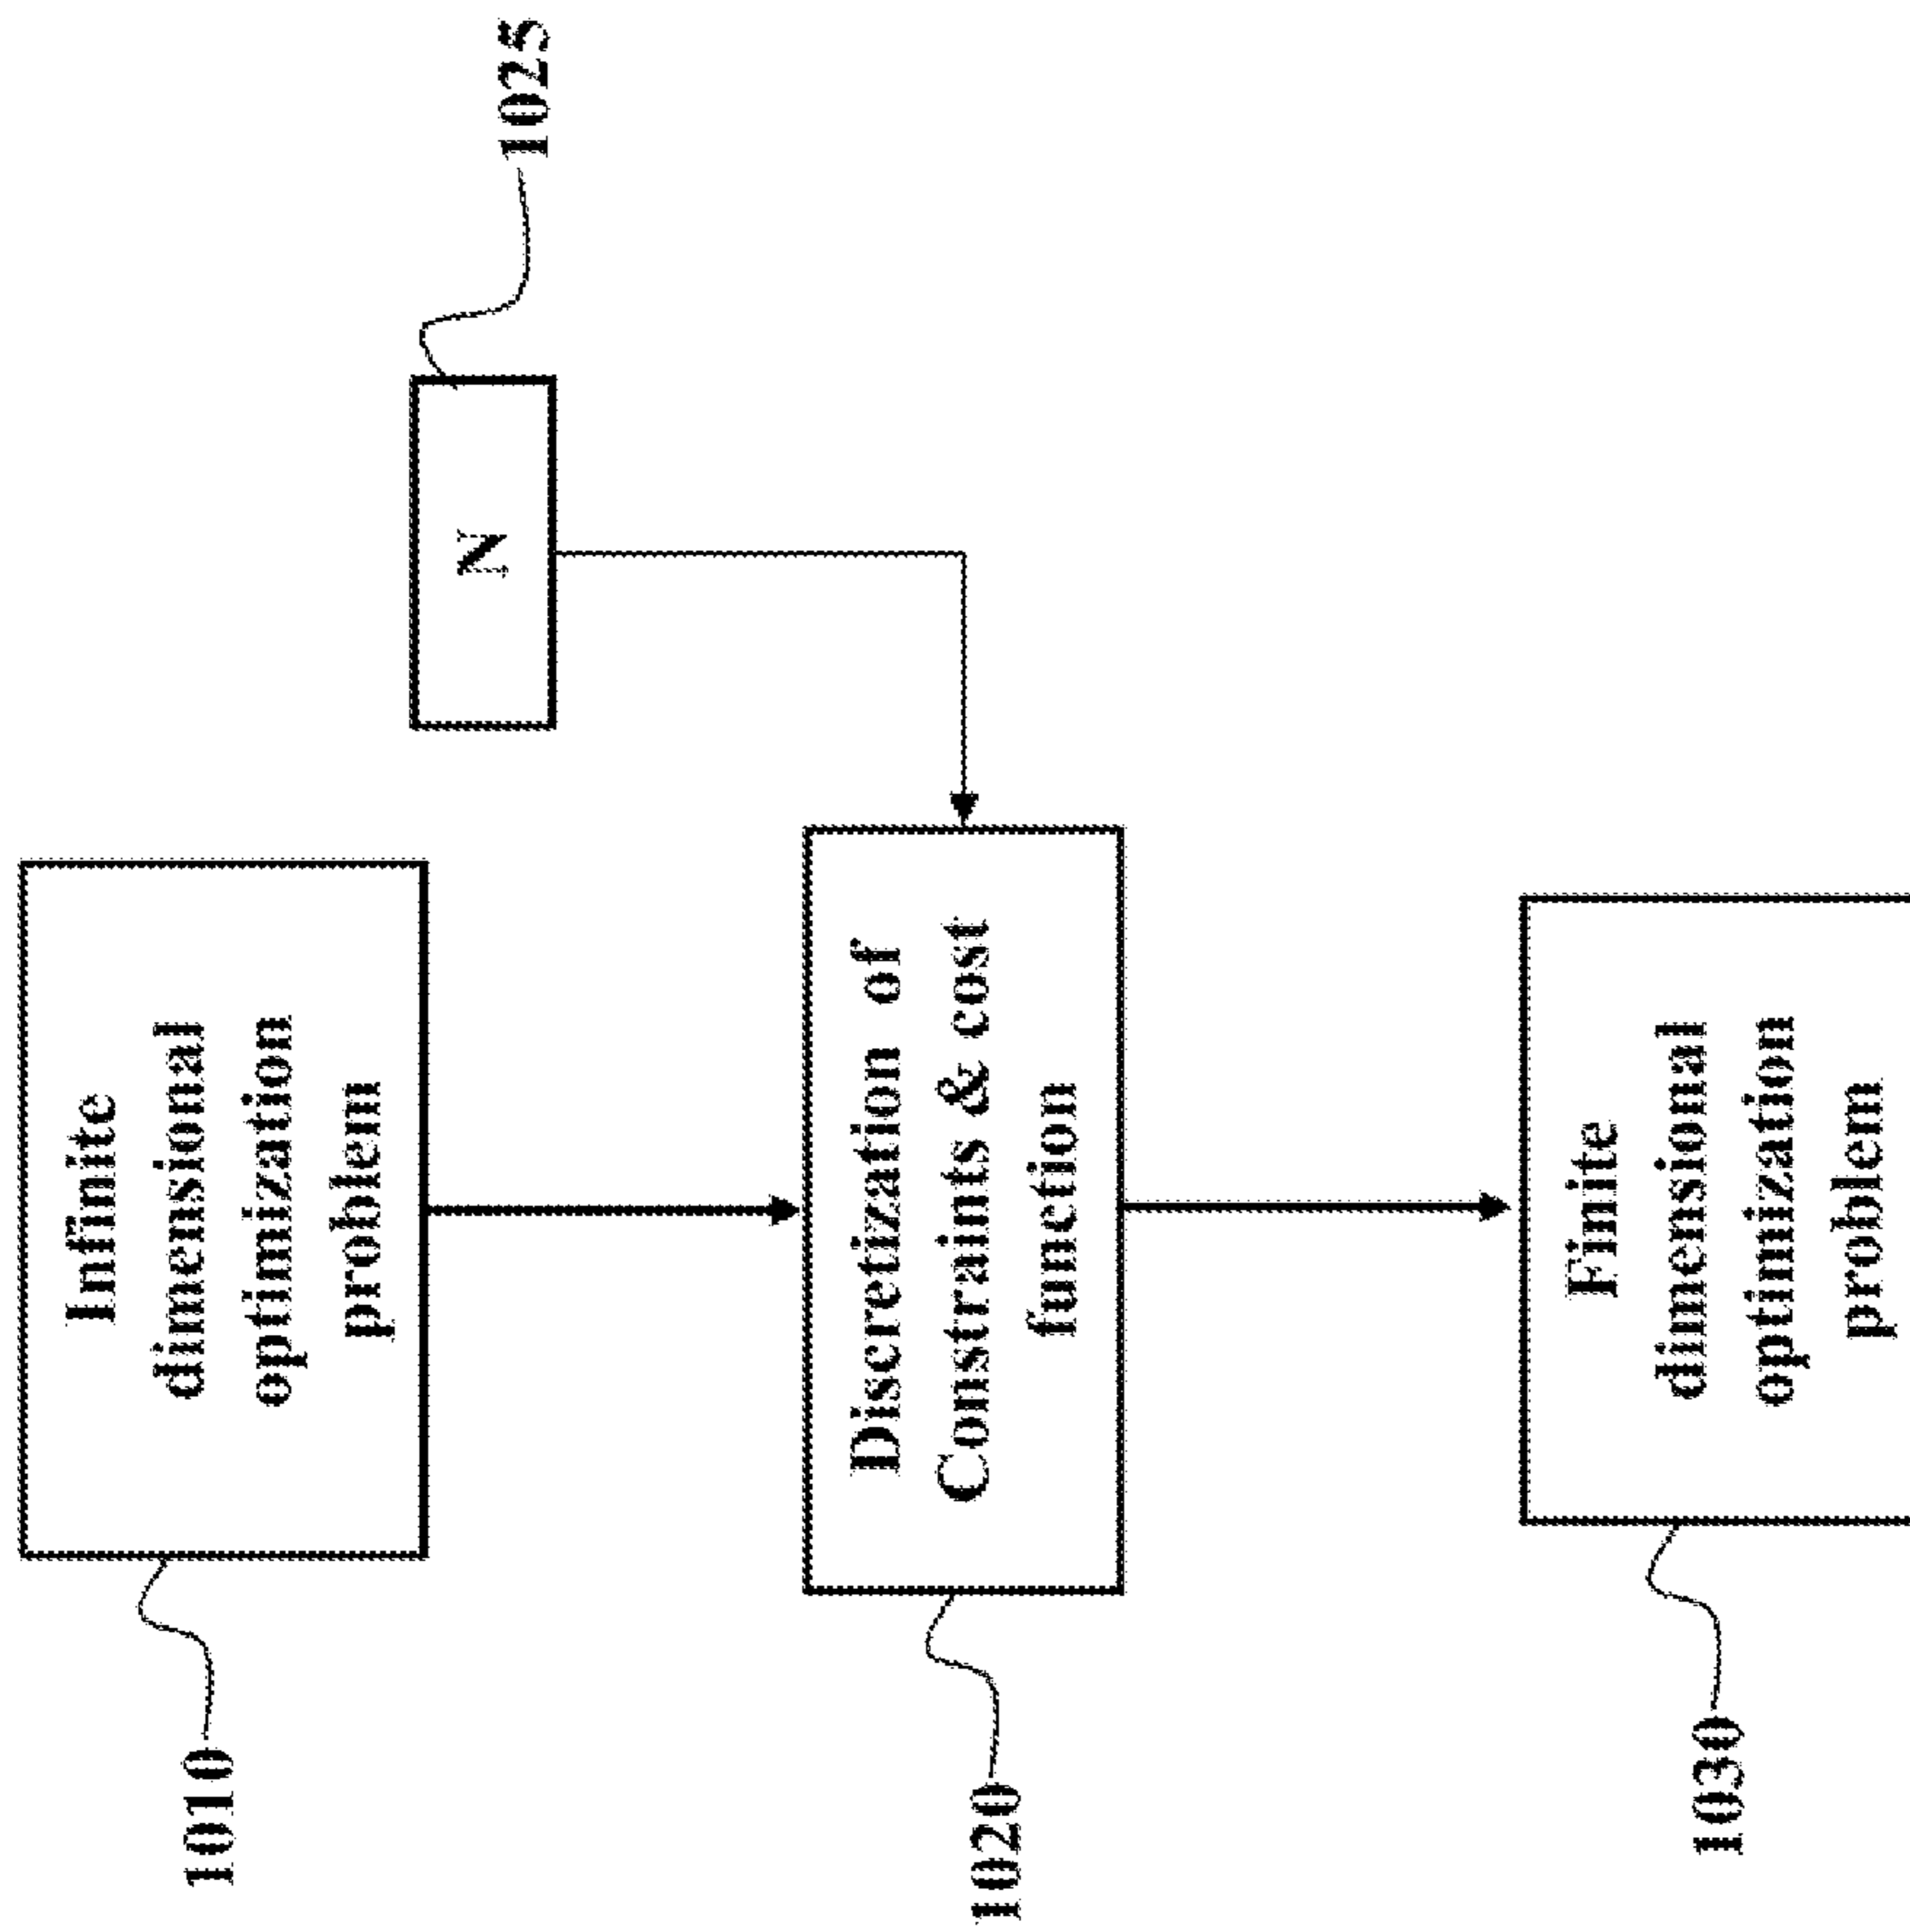 1010
Infinite
dimensional
optimization
problem
N
1025
1020
Discretization of
Constraints & cost
function
1030
Finite
dimensional
optimization
problem